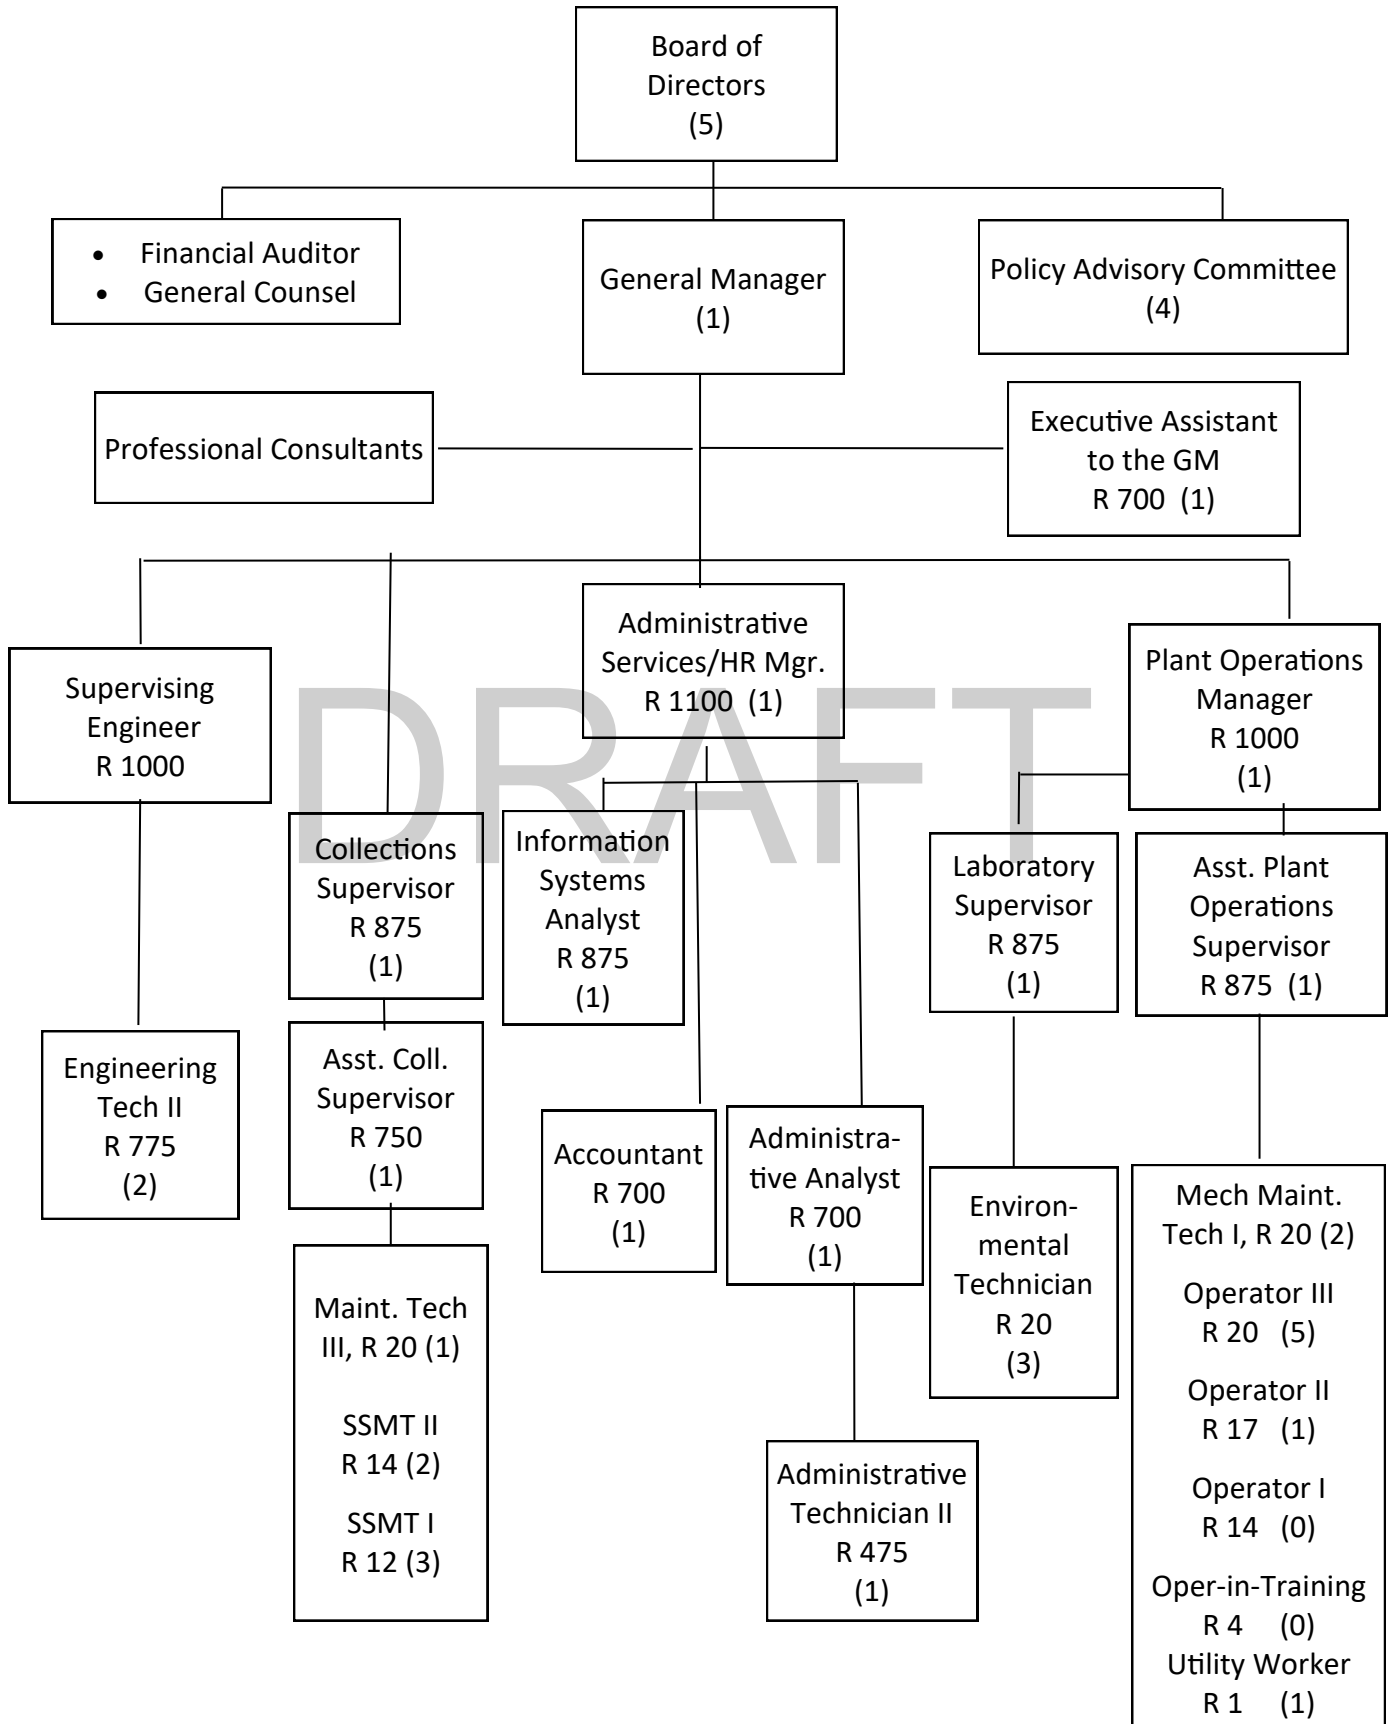 Board of
Directors
(5)
• Financial Auditor
• General Counsel
General Manager
(1)
Policy Advisory Committee
(4)
Professional Consultants
Executive Assistant
to the GM
R 700 (1)
Supervising
Engineer
R 1000
Administrative
Services/HR Mgr.
R 1100 (1)
Plant Operations
Manager
R 1000
(1)
DRAFT
Collections
Supervisor
R 875
(1)
Information
Systems
Analyst
R 875
(1)
Laboratory
Supervisor
R 875
(1)
Asst. Plant
Operations
Supervisor
R 875 (1)
Engineering
Tech II
R 775
(2)
Asst. Coll.
Supervisor
R 750
(1)
Accountant
R 700
(1)
Administra-
tive Analyst
R 700
(1)
Environ-
mental
Technician
R 20
(3)
Mech Maint.
Tech I, R 20 (2)
Operator III
R 20 (5)
Operator II
R 17 (1)
Operator I
R 14 (0)
Oper-in-Training
R 4 (0)
Utility Worker
R 1 (1)
Maint. Tech
III, R 20 (1)
SSMT II
R 14 (2)
SSMT I
R 12 (3)
Administrative
Technician II
R 475
(1)